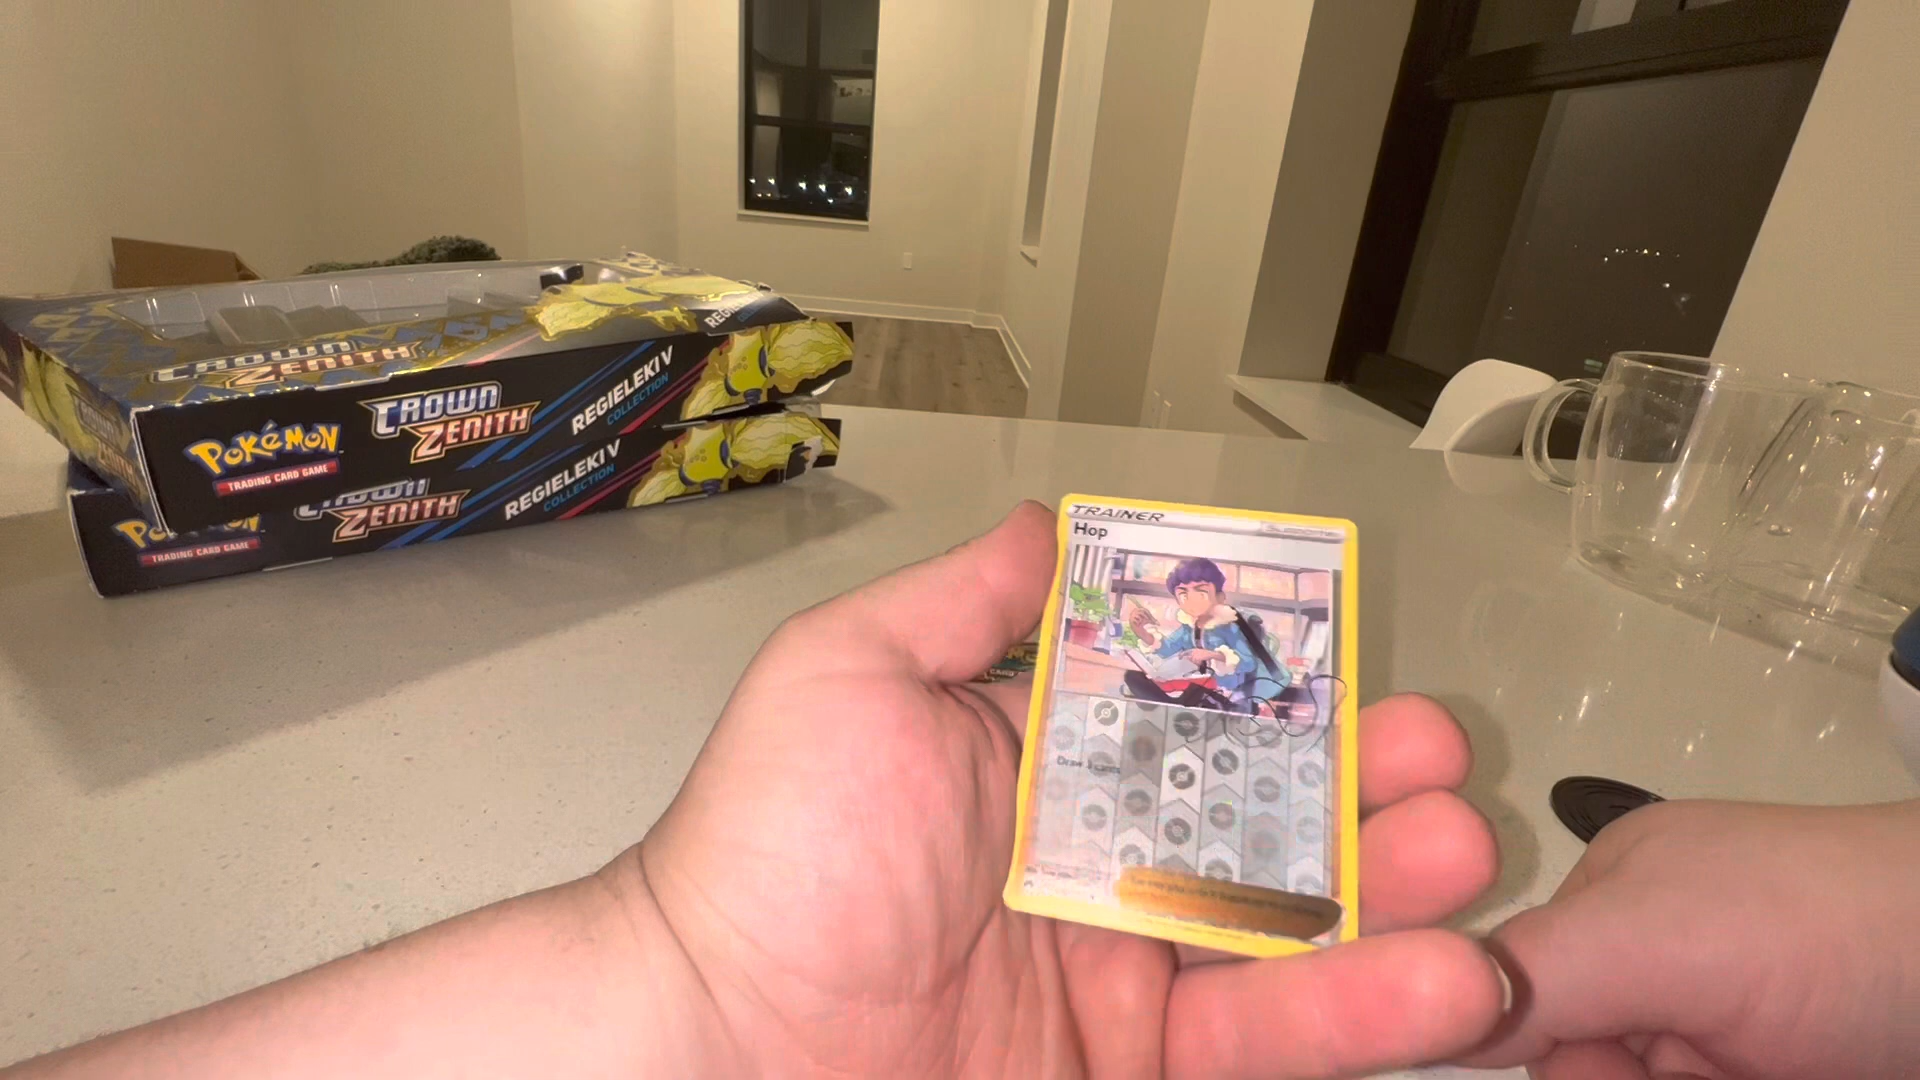 CROWN
ZENITH
REGIELEKI V
COLLECTION
POKéMON
TRADING CARD GAME
CROWN
ZENITH
REGIELEKI V
COLLECTION
TRADING CARD GAME
TRAINER
Hop
Draw 3 cards.